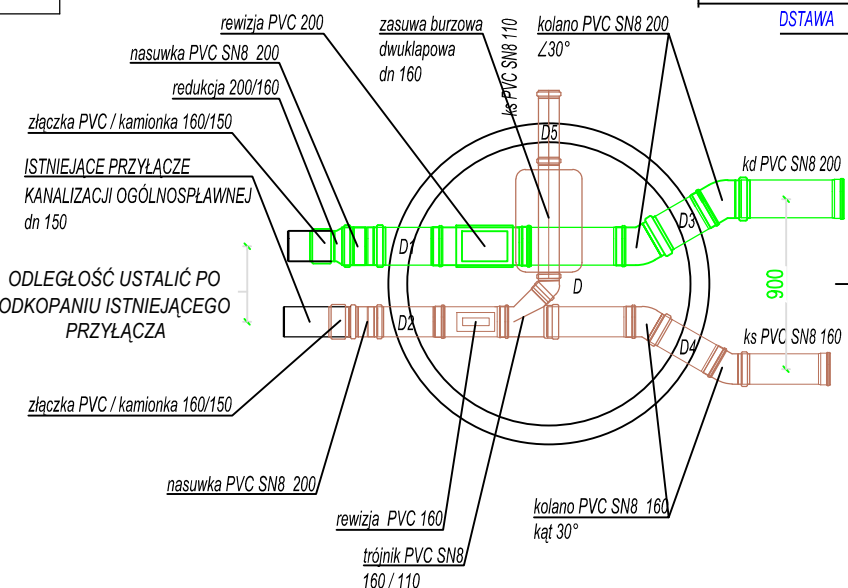 rewizja PVC 200
zasuwa burzowa
dwuklapowa
dn 160
ks PVC SN8 110
kolano PVC SN8 200
∠30°
DSTAWA
nasuwka PVC SN8 200
redukcja 200/160
złączka PVC / kamionka 160/150
ISTNIEJĄCE PRZYŁĄCZE
KANALIZACJI OGÓLNOSPŁAWNEJ
dn 150
D5
kd PVC SN8 200
D3
D1
ODLEGŁOŚĆ USTALIĆ PO
ODKOPANIU ISTNIEJĄCEGO
PRZYŁĄCZA
D
900
D2
D4
ks PVC SN8 160
złączka PVC / kamionka 160/150
nasuwka PVC SN8 200
rewizja PVC 160
kolano PVC SN8 160
kąt 30°
trójnik PVC SN8
160 / 110